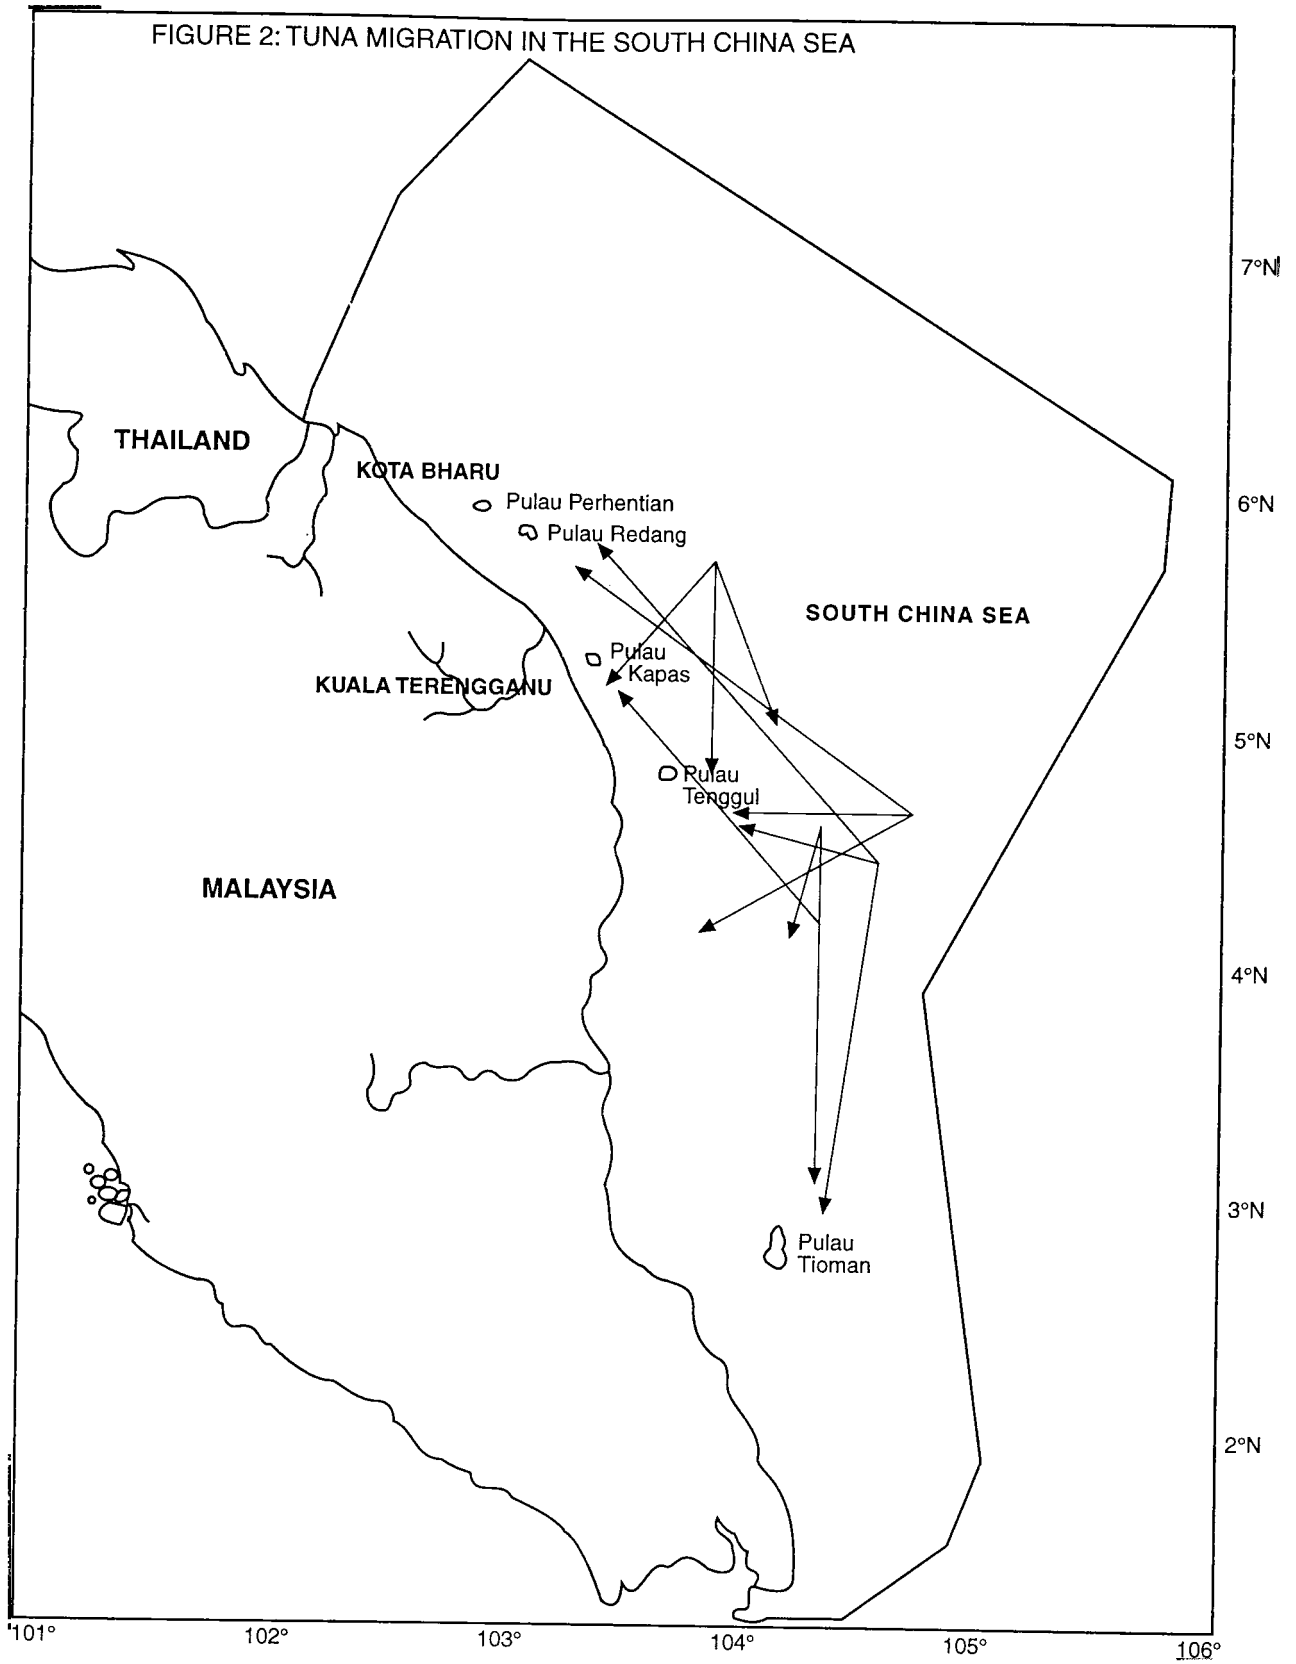 FIGURE 2: TUNA MIGRATION IN THE SOUTH CHINA SEA
7°N
THAILAND
KOTA BHARU
Pulau Perhentian
6°N
Pulau Redang
SOUTH CHINA SEA
Pulau
Kapas
KUALA TERENGGANU
5°N
Pulau
Tenggul
MALAYSIA
4°N
3°N
Pulau
Tioman
2°N
101°
102°
103°
104°
105°
106°